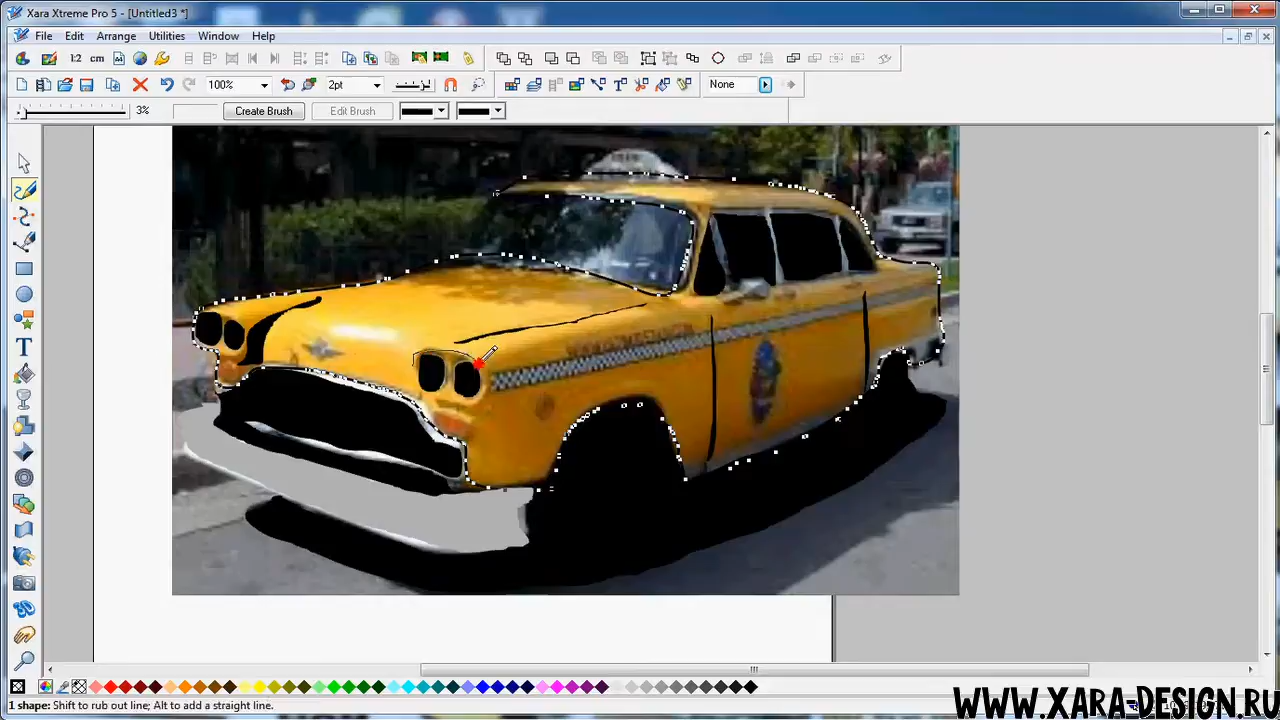 Xara Xtreme Pro 5 - [Untitled3 *]
File Edit Arrange Utilities Window Help
1:2 cm
100% 2pt None
3% Create Brush Edit Brush
1 shape: Shift to rub out line; Alt to add a straight line.
WWW.XARA-DESIGN.RU